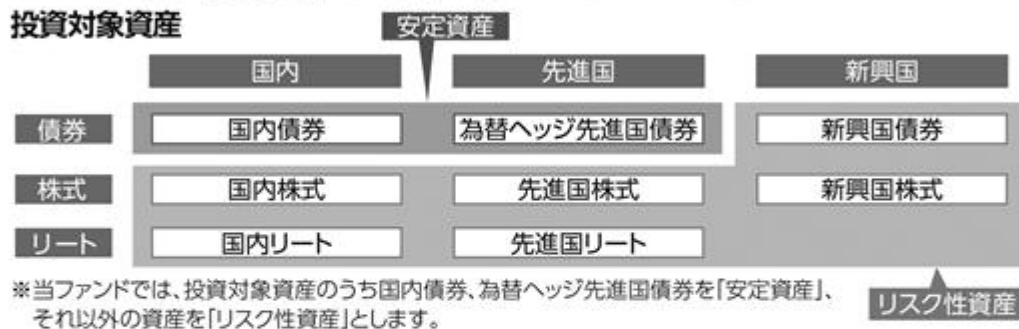 投資対象資産
安定資産
国内 先進国 新興国
債券 国内債券 為替ヘッジ先進国債券 新興国債券
株式 国内株式 先進国株式 新興国株式
リート 国内リート 先進国リート
※当ファンドでは、投資対象資産のうち国内債券、為替ヘッジ先進国債券を「安定資産」、
それ以外の資産を「リスク性資産」とします。
リスク性資産